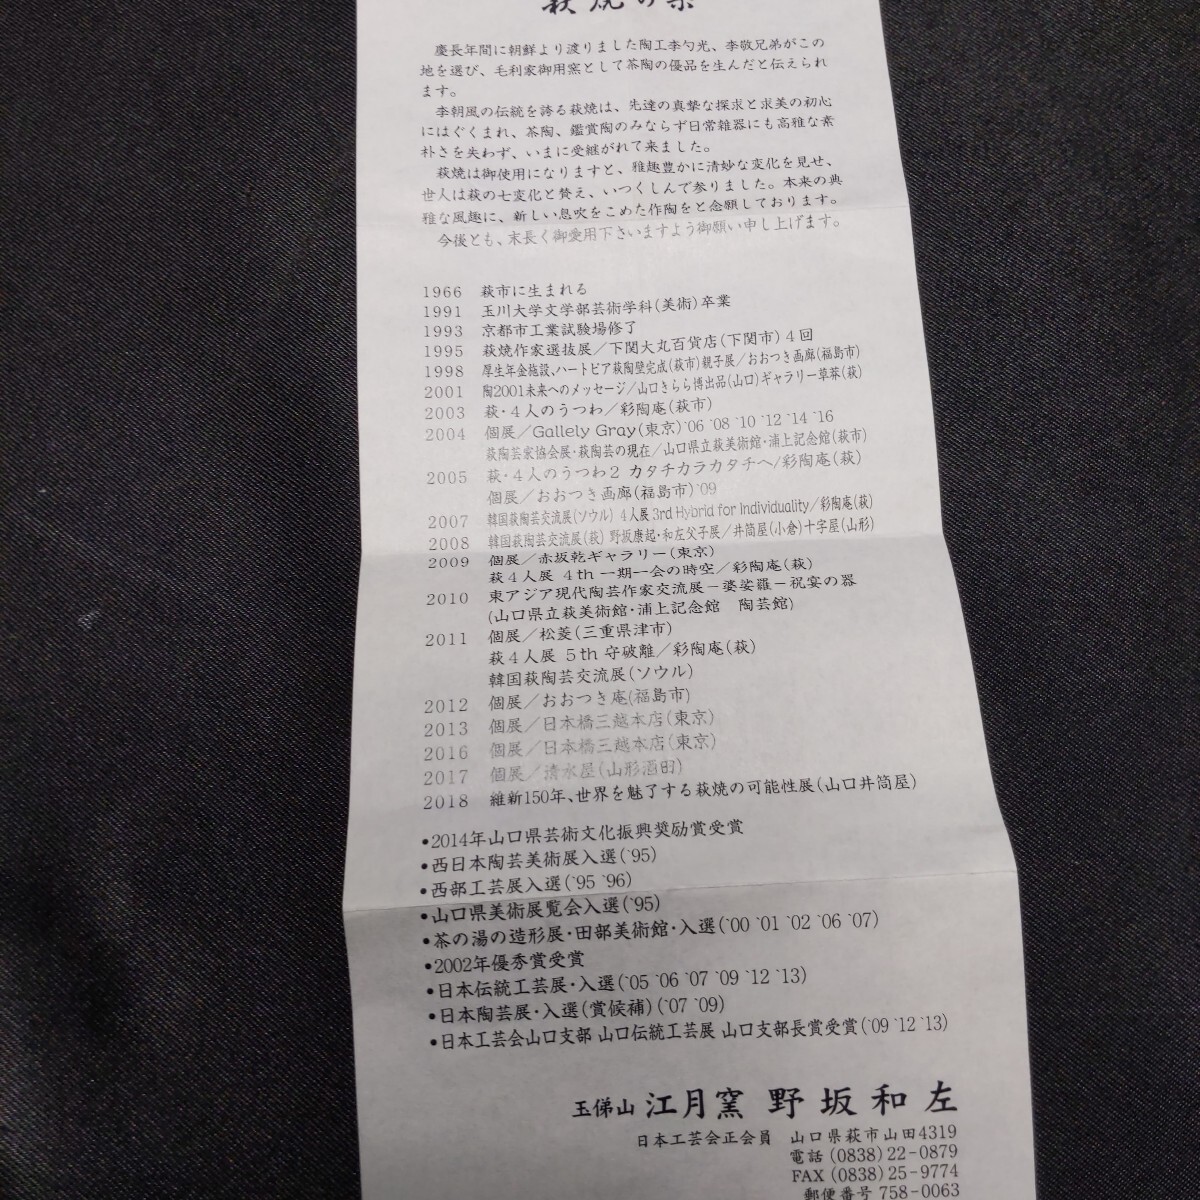 萩焼の栞
慶長年間に朝鮮より渡りました陶工李勺光、李敬兄弟がこの
地を選び、毛利家御用窯として茶陶の優品を生んだと伝えられ
ます。
李朝風の伝統を誇る萩焼は、先達の真摯な探求と求美の初心
にはぐくまれ、茶陶、鑑賞陶のみならず日常雑器にも高雅な素
朴さを失わず、いまに受継がれて来ました。
萩焼は御使用になりますと、雅趣豊かに清妙な変化を見せ、
世人は萩の七変化と賛え、いつくしんで参りました。本来の典
雅な風趣に、新しい息吹をこめた作陶をと念願しております。
今後とも、末長く御愛用下さいますよう御願い申し上げます。
1966 萩市に生まれる
1991 玉川大学文学部芸術学科(美術)卒業
1993 京都市工業試験場修了
1995 萩焼作家選抜展／下関大丸百貨店(下関市)4回
1998 厚生年金施設、ハートピア萩陶壁完成(萩市)親子展／おおつき画廊(福島市)
2001 陶2001未来へのメッセージ／山口きらら博出品(山口)ギャラリー草莽(萩)
2003 萩・4人のうつわ／彩陶庵(萩市)
2004 個展／Gallely Gray(東京)`06 `08 `10 `12 `14 `16
萩陶芸家協会展・萩陶芸の現在／山口県立萩美術館・浦上記念館(萩市)
2005 萩・4人のうつわ2 カタチカラカタチへ/彩陶庵(萩)
個展／おおつき画廊(福島市)`09
2007 韓国萩陶芸交流展(ソウル) 4人展 3rd Hybrid for Individuality／彩陶庵(萩)
2008 韓国萩陶芸交流展(萩) 野坂康起・和左父子展／井筒屋(小倉)十字屋(山形)
2009 個展／赤坂乾ギャラリー(東京)
萩4人展 4th 一期一会の時空／彩陶庵(萩)
2010 東アジア現代陶芸作家交流展－婆娑羅－祝宴の器
(山口県立萩美術館・浦上記念館　陶芸館)
2011 個展／松菱(三重県津市)
萩4人展 5th 守破離／彩陶庵(萩)
韓国萩陶芸交流展(ソウル)
2012 個展／おおつき庵(福島市)
2013 個展／日本橋三越本店(東京)
2016 個展／日本橋三越本店(東京)
2017 個展／清水屋(山形酒田)
2018 維新150年、世界を魅了する萩焼の可能性展(山口井筒屋)
•2014年山口県芸術文化振興奨励賞受賞
•西日本陶芸美術展入選(`95)
•西部工芸展入選(`95 `96)
•山口県美術展覧会入選(`95)
•茶の湯の造形展・田部美術館・入選(`00 `01 `02 `06 `07)
•2002年優秀賞受賞
•日本伝統工芸展・入選(`05 `06 `07 `09 `12 `13)
•日本陶芸展・入選(賞候補)(`07 `09)
•日本工芸会山口支部 山口伝統工芸展 山口支部長賞受賞(`09 `12 `13)
玉俤山 江月窯 野坂和左
日本工芸会正会員 山口県萩市山田4319
電話 (0838) 22-0879
FAX (0838) 25-9774
郵便番号 758-0063